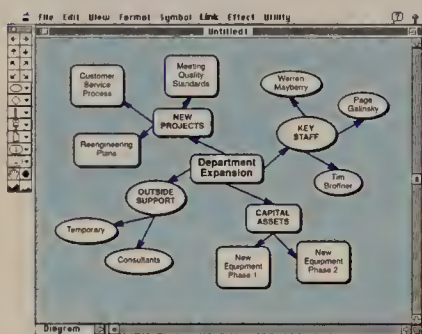 File Edit View Format Symbol Link Effect Utility
Untitled1
Customer
Service
Process
Meeting
Quality
Standards
NEW
PROJECTS
Reengineering
Plans
Warren
Mayberry
Page
Galinsky
KEY
STAFF
Tim
Broffner
Department
Expansion
OUTSIDE
SUPPORT
Temporary
Consultants
CAPITAL
ASSETS
New
Equipment
Phase 1
New
Equipment
Phase 2
Diagram